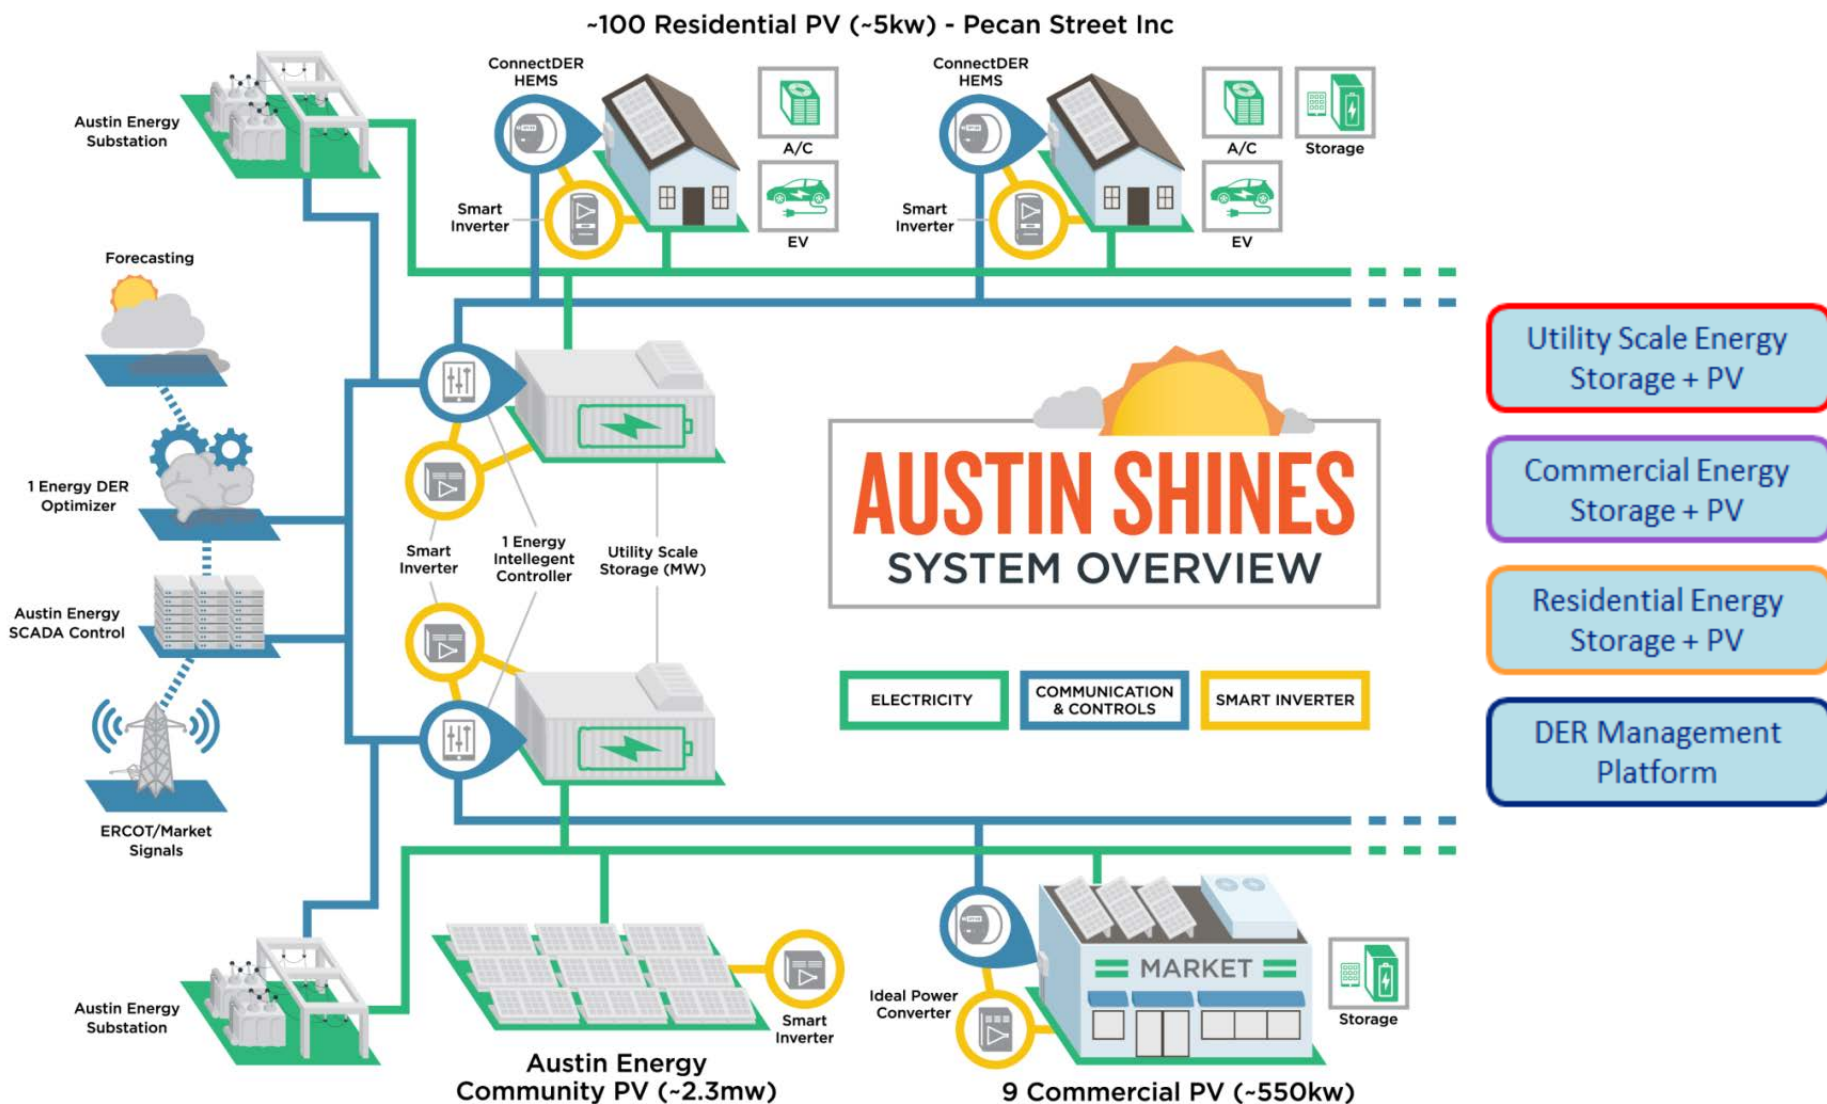 ~100 Residential PV (~5kw) - Pecan Street Inc
ConnectDER
HEMS
ConnectDER
HEMS
Austin Energy
Substation
A/C
A/C
Storage
Smart
Inverter
Smart
Inverter
EV
EV
Forecasting
Utility Scale Energy
Storage + PV
Commercial Energy
Storage + PV
Residential Energy
Storage + PV
DER Management
Platform
1 Energy DER
Optimizer
AUSTIN SHINES
SYSTEM OVERVIEW
Smart
Inverter
1 Energy
Intellegent
Controller
Utility Scale
Storage (MW)
Austin Energy
SCADA Control
ELECTRICITY
COMMUNICATION
& CONTROLS
SMART INVERTER
ERCOT/Market
Signals
Austin Energy
Substation
MARKET
Smart
Inverter
Ideal Power
Converter
Storage
Austin Energy
Community PV (~2.3mw)
9 Commercial PV (~550kw)